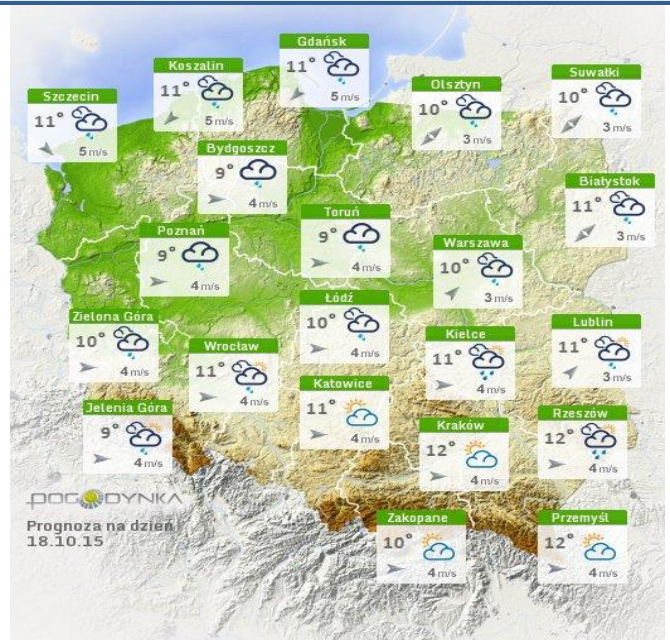 Gdańsk
11°
5 m/s
Koszalin
11°
5 m/s
Suwałki
10°
3 m/s
Olsztyn
10°
3 m/s
Szczecin
11°
5 m/s
Bydgoszcz
9°
4 m/s
Białystok
11°
3 m/s
Toruń
9°
4 m/s
Poznań
9°
4 m/s
Warszawa
10°
3 m/s
Łódź
10°
4 m/s
Zielona Góra
10°
4 m/s
Lublin
11°
3 m/s
Kielce
11°
4 m/s
Wrocław
11°
4 m/s
Katowice
11°
4 m/s
Jelenia Góra
9°
4 m/s
Rzeszów
12°
4 m/s
Kraków
12°
4 m/s
POGODYNKA
Prognoza na dzień
18.10.15
Zakopane
10°
4 m/s
Przemyśl
12°
4 m/s